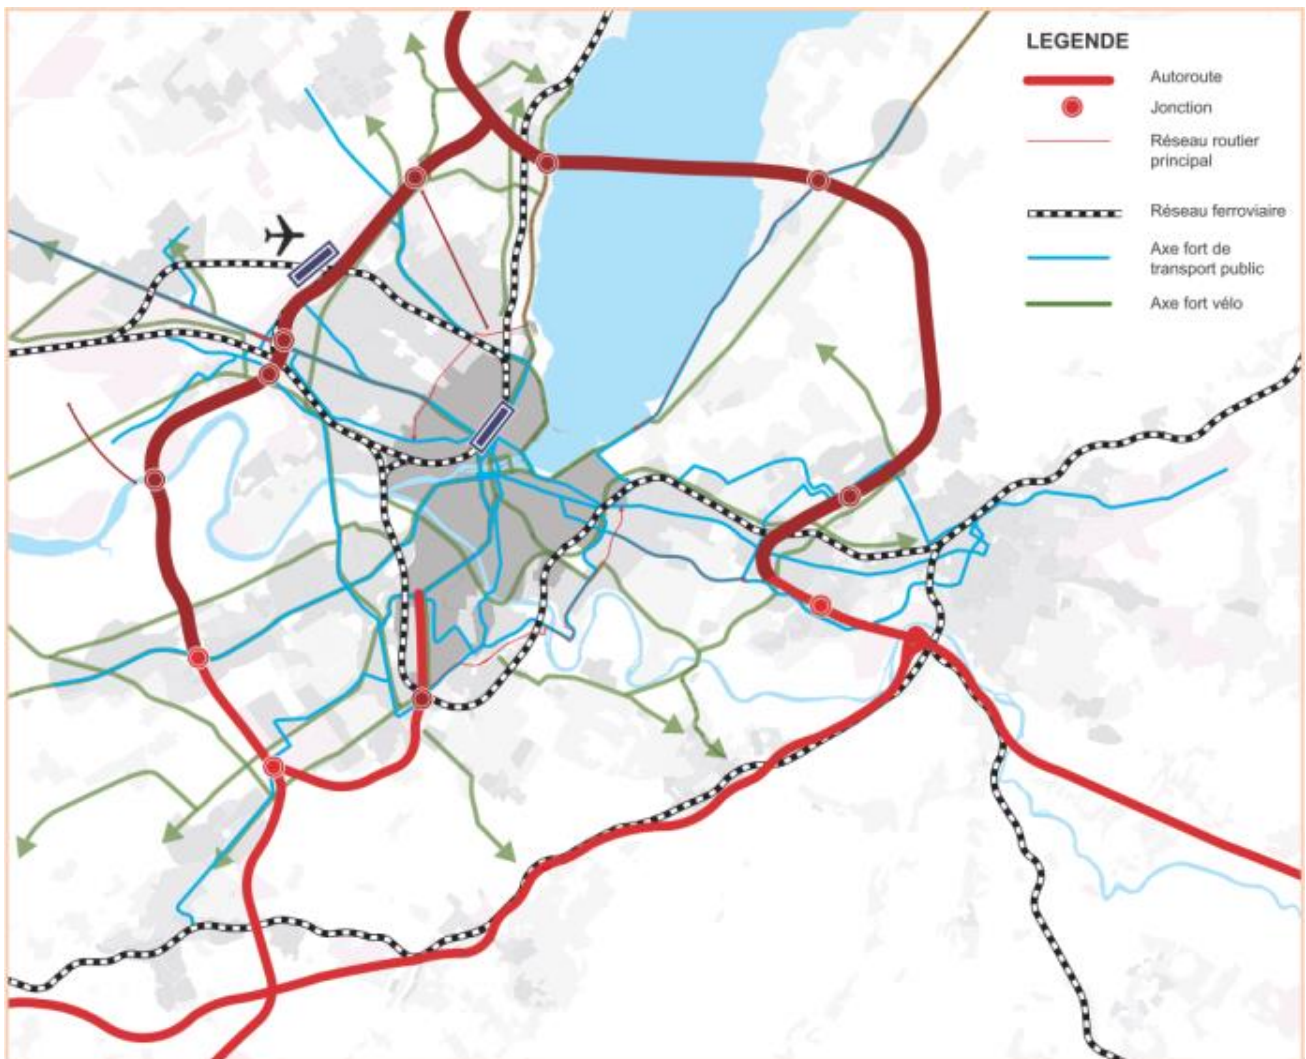 LEGENDE
Autoroute
Jonction
Réseau routier
principal
Réseau ferroviaire
Axe fort de
transport public
Axe fort vélo